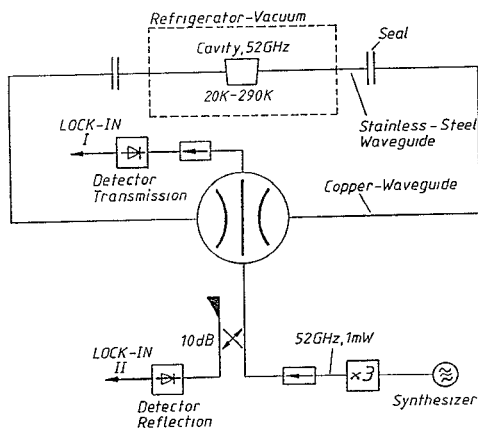 Refrigerator-Vacuum
Cavity, 52GHz
20K-290K
Seal
Stainless-Steel
Waveguide
LOCK-IN
I
Detector
Transmission
Copper-Waveguide
10dB
LOCK-IN
II
Detector
Reflection
52GHz, 1mW
x3
Synthesizer